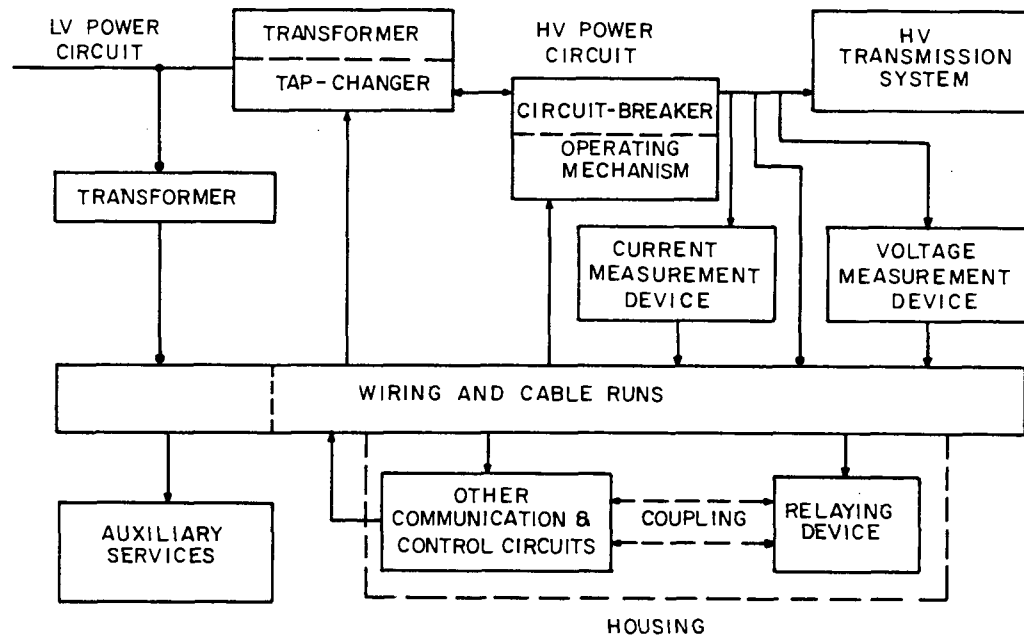 LV POWER
CIRCUIT
TRANSFORMER
TAP-CHANGER
HV POWER
CIRCUIT
CIRCUIT-BREAKER
OPERATING
MECHANISM
HV
TRANSMISSION
SYSTEM
TRANSFORMER
CURRENT
MEASUREMENT
DEVICE
VOLTAGE
MEASUREMENT
DEVICE
WIRING AND CABLE RUNS
AUXILIARY
SERVICES
OTHER
COMMUNICATION &
CONTROL CIRCUITS
COUPLING
RELAYING
DEVICE
HOUSING